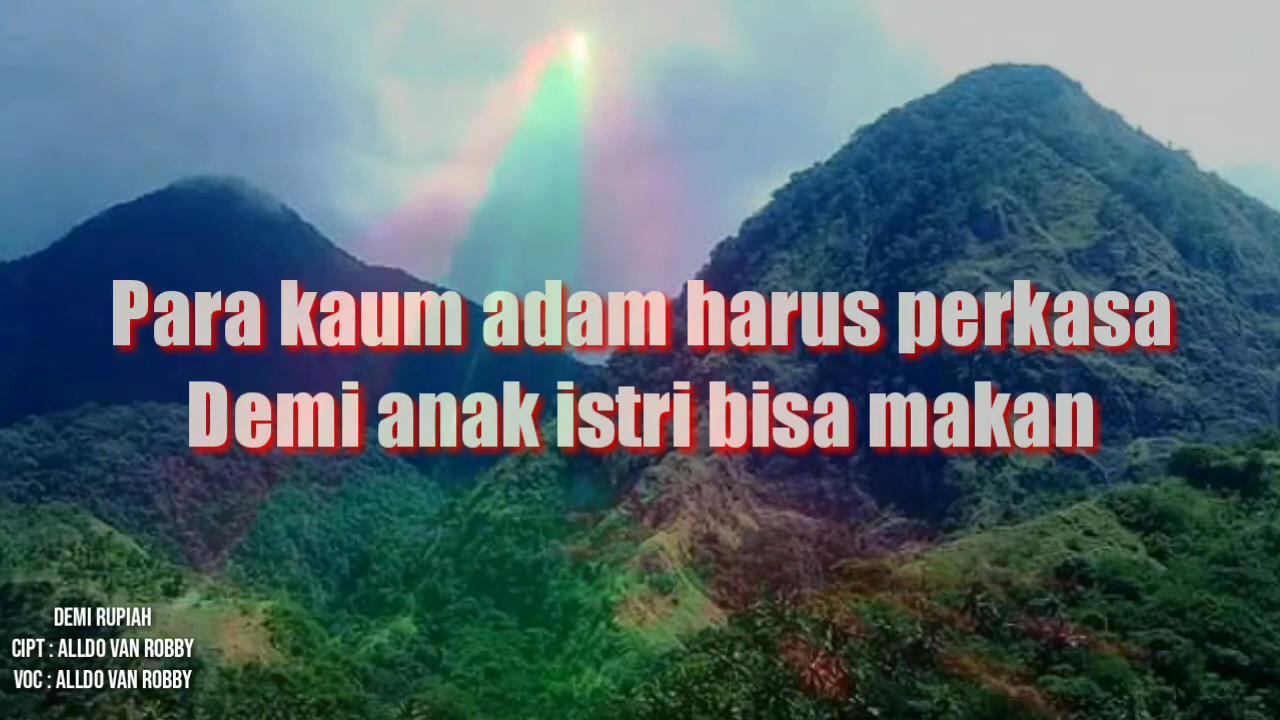 Para kaum adam harus perkasa
Demi anak istri bisa makan
DEMI RUPIAH
CIPT : ALLDO VAN ROBBY
VOC : ALLDO VAN ROBBY